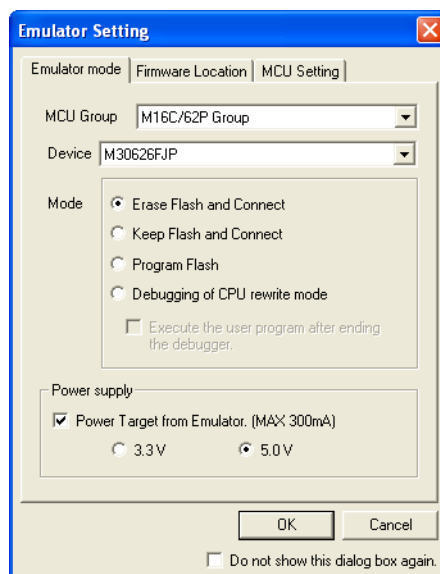 Emulator Setting
Emulator mode Firmware Location MCU Setting
MCU Group M16C/62P Group
Device M30626FJP
Mode Erase Flash and Connect
Keep Flash and Connect
Program Flash
Debugging of CPU rewrite mode
Execute the user program after ending
the debugger.
Power supply
Power Target from Emulator. (MAX 300mA)
3.3 V 5.0 V
OK Cancel
Do not show this dialog box again.